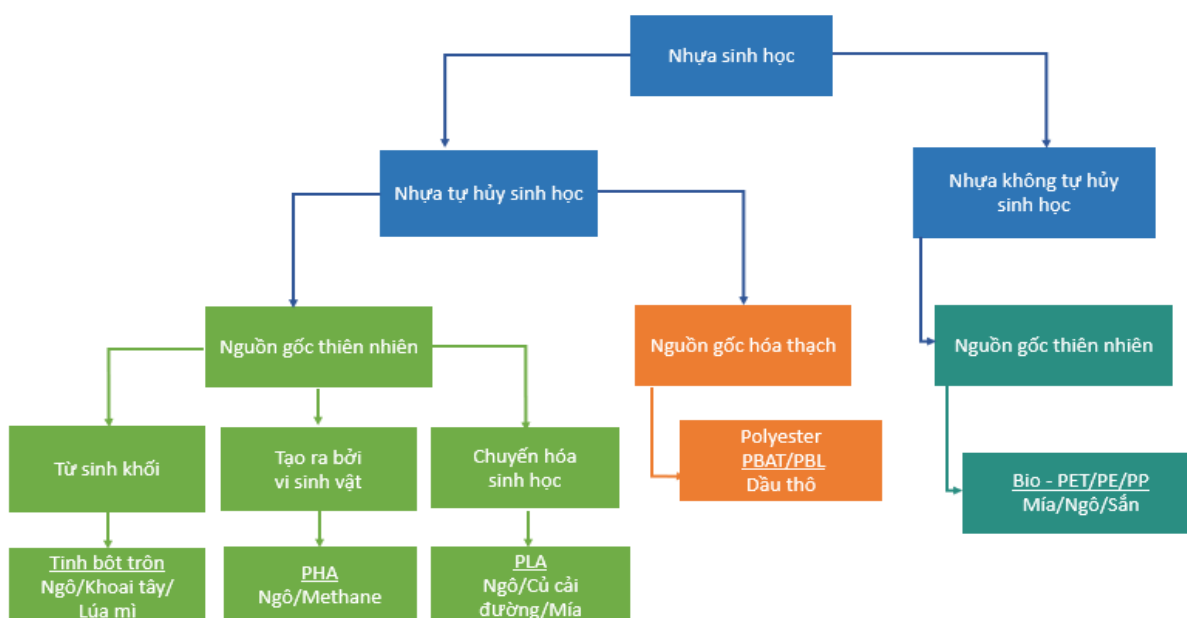 Nhựa sinh học
Nhựa tự hủy sinh học
Nhựa không tự hủy
sinh học
Nguồn gốc thiên nhiên
Nguồn gốc hóa thạch
Nguồn gốc thiên nhiên
Từ sinh khối
Tạo ra bởi
vi sinh vật
Chuyển hóa
sinh học
Polyester
PBAT/PBL
Dầu thô
Bio - PET/PE/PP
Mía/Ngô/Sắn
Tinh bôt trôn
Ngô/Khoai tây/
Lúa mì
PHA
Ngô/Methane
PLA
Ngô/Củ cải
đường/Mía